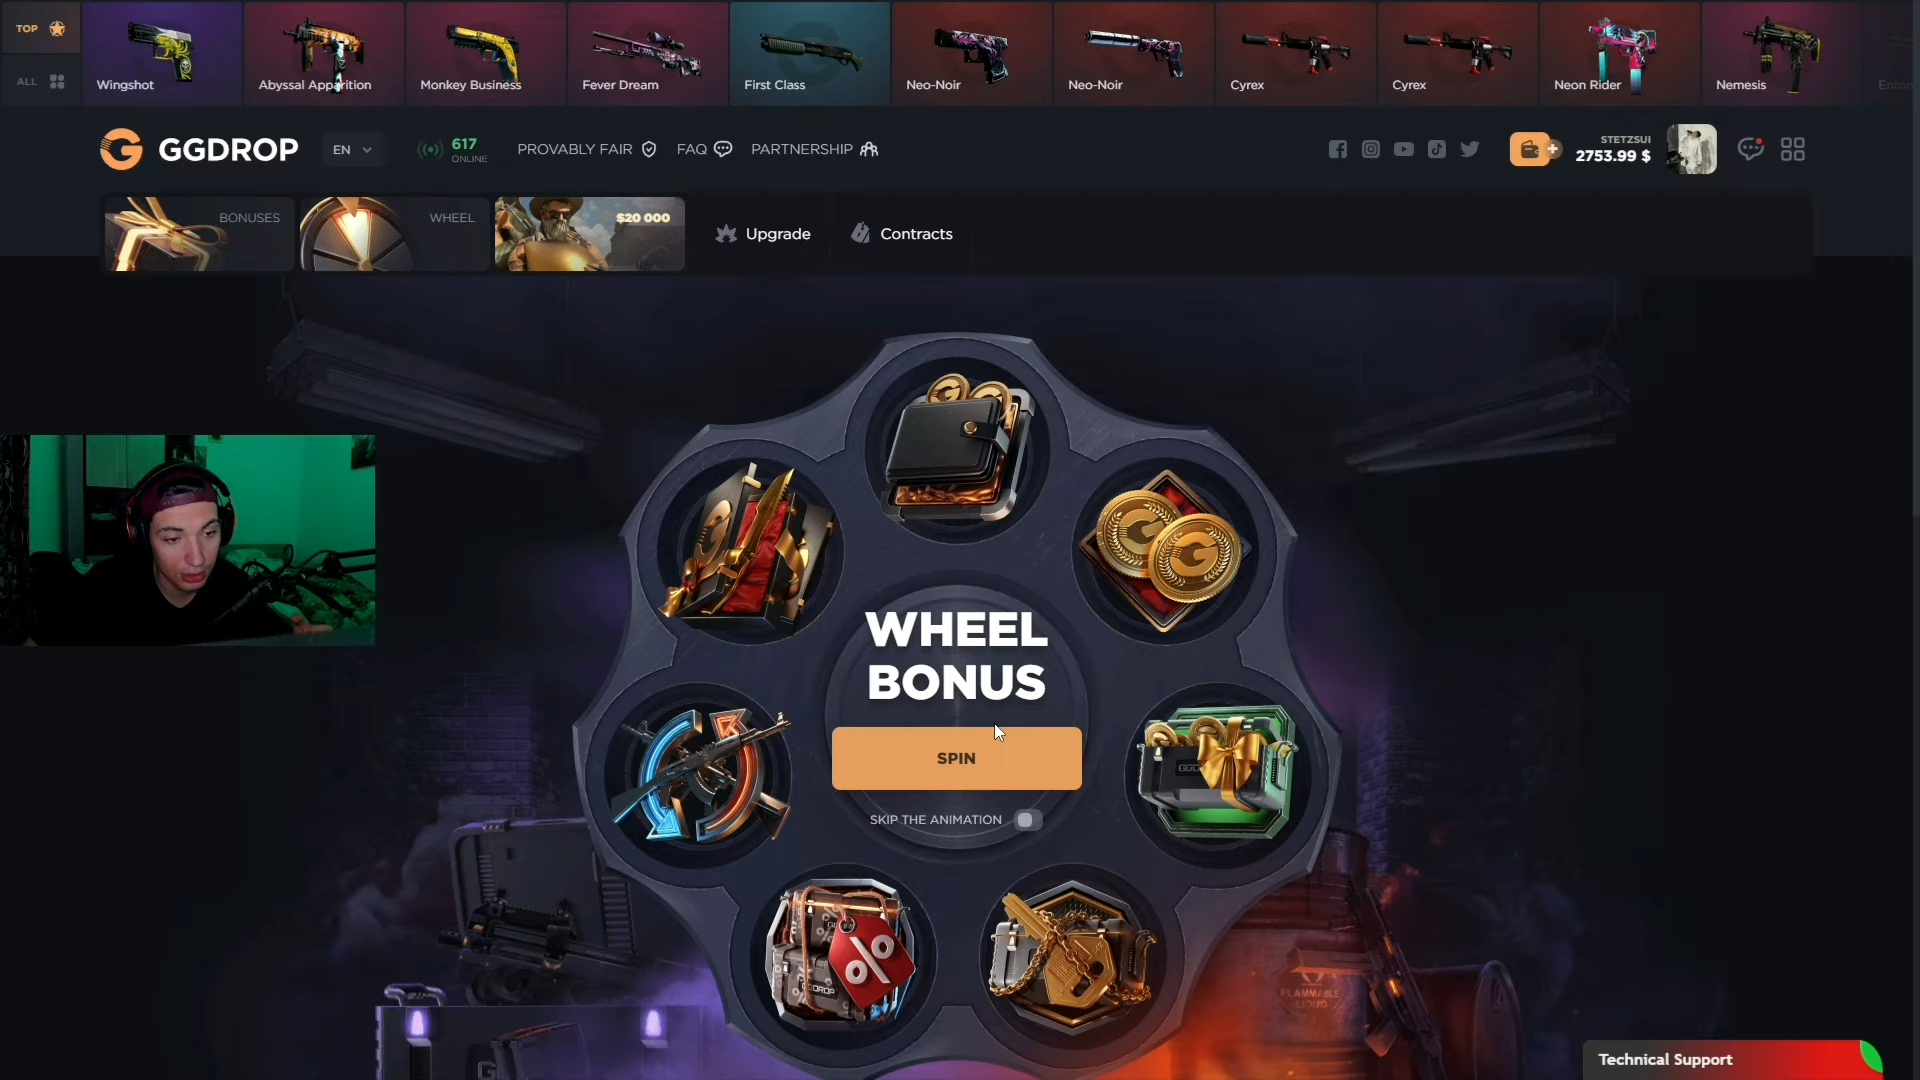 TOP
ALL
Wingshot
Abyssal Apparition
Monkey Business
Fever Dream
First Class
Neo-Noir
Neo-Noir
Cyrex
Cyrex
Neon Rider
Nemesis
GGDROP
EN
617
ONLINE
PROVABLY FAIR
FAQ
PARTNERSHIP
STETZSUI
2753.99 $
BONUSES
WHEEL
$20 000
Upgrade
Contracts
WHEEL
BONUS
SPIN
SKIP THE ANIMATION
FLAMMABLE
LIQUID
Technical Support